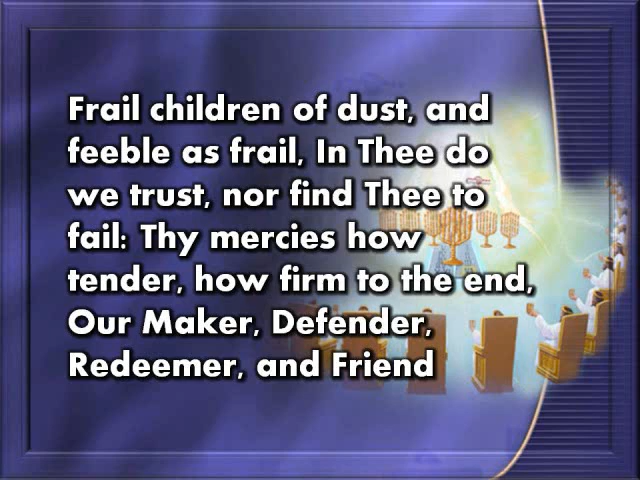 Frail children of dust, and
feeble as frail, In Thee do
we trust, nor find Thee to
fail: Thy mercies how
tender, how firm to the end,
Our Maker, Defender,
Redeemer, and Friend